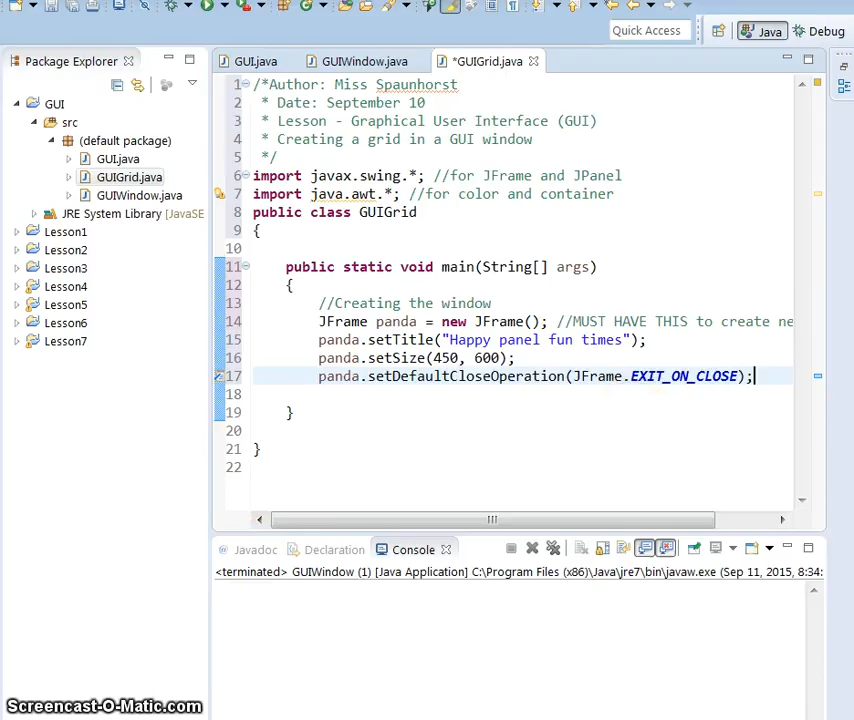 Quick Access
Java
Debug
Package Explorer
GUI
src
(default package)
GUI.java
GUIGrid.java
GUIWindow.java
JRE System Library [JavaSE
Lesson1
Lesson2
Lesson3
Lesson4
Lesson5
Lesson6
Lesson7
GUI.java
GUIWindow.java
*GUIGrid.java
1 /*Author: Miss Spaunhorst
2 * Date: September 10
3 * Lesson - Graphical User Interface (GUI)
4 * Creating a grid in a GUI window
5 */
6 import javax.swing.*; //for JFrame and JPanel
7 import java.awt.*; //for color and container
8 public class GUIGrid
9 {
10
11 public static void main(String[] args)
12 {
13 //Creating the window
14 JFrame panda = new JFrame(); //MUST HAVE THIS to create ne
15 panda.setTitle("Happy panel fun times");
16 panda.setSize(450, 600);
17 panda.setDefaultCloseOperation(JFrame.EXIT_ON_CLOSE);
18
19 }
20
21 }
22
Javadoc
Declaration
Console
<terminated> GUIWindow (1) [Java Application] C:\Program Files (x86)\Java\jre7\bin\javaw.exe (Sep 11, 2015, 8:34:
Screencast-O-Matic.com